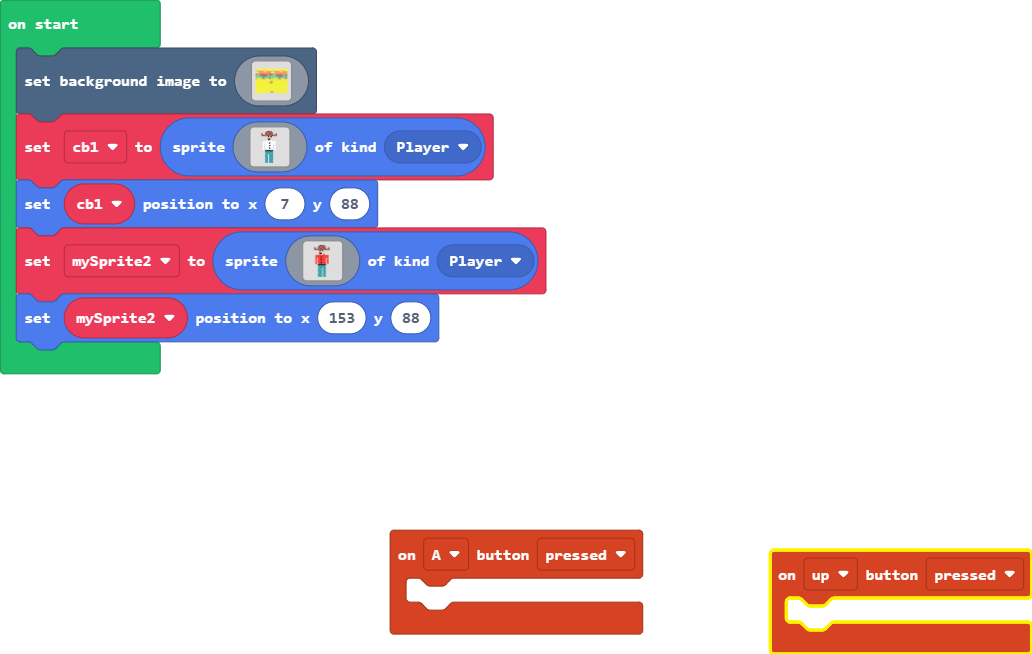 on start
set background image to
set cb1 to sprite of kind Player
set cb1 position to x 7 y 88
set mySprite2 to sprite of kind Player
set mySprite2 position to x 153 y 88
on A button pressed
on up button pressed